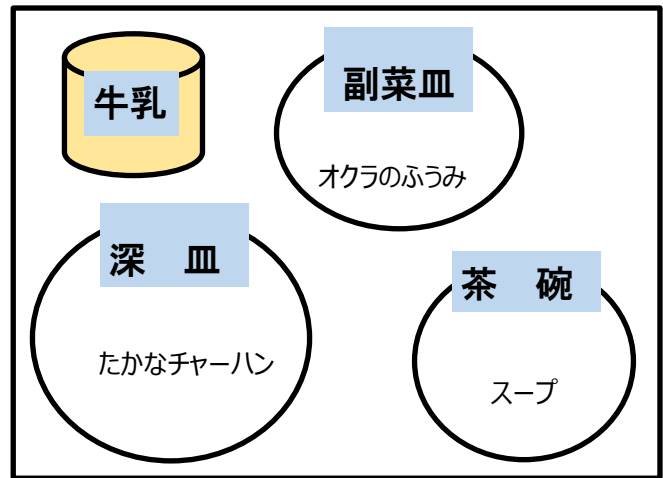 牛乳
副菜皿
オクラのふうみ
深　皿
たかなチャーハン
茶　碗
スープ